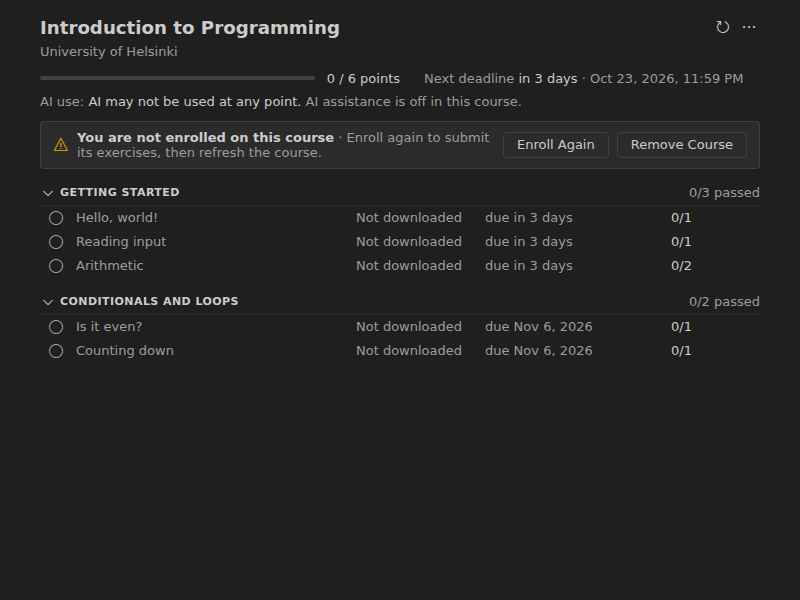 Introduction to Programming
University of Helsinki
0 / 6 points Next deadline in 3 days · Oct 23, 2026, 11:59 PM
AI use: AI may not be used at any point. AI assistance is off in this course.
You are not enrolled on this course · Enroll again to submit
its exercises, then refresh the course.
Enroll Again Remove Course
GETTING STARTED 0/3 passed
Hello, world! Not downloaded due in 3 days 0/1
Reading input Not downloaded due in 3 days 0/1
Arithmetic Not downloaded due in 3 days 0/2
CONDITIONALS AND LOOPS 0/2 passed
Is it even? Not downloaded due Nov 6, 2026 0/1
Counting down Not downloaded due Nov 6, 2026 0/1